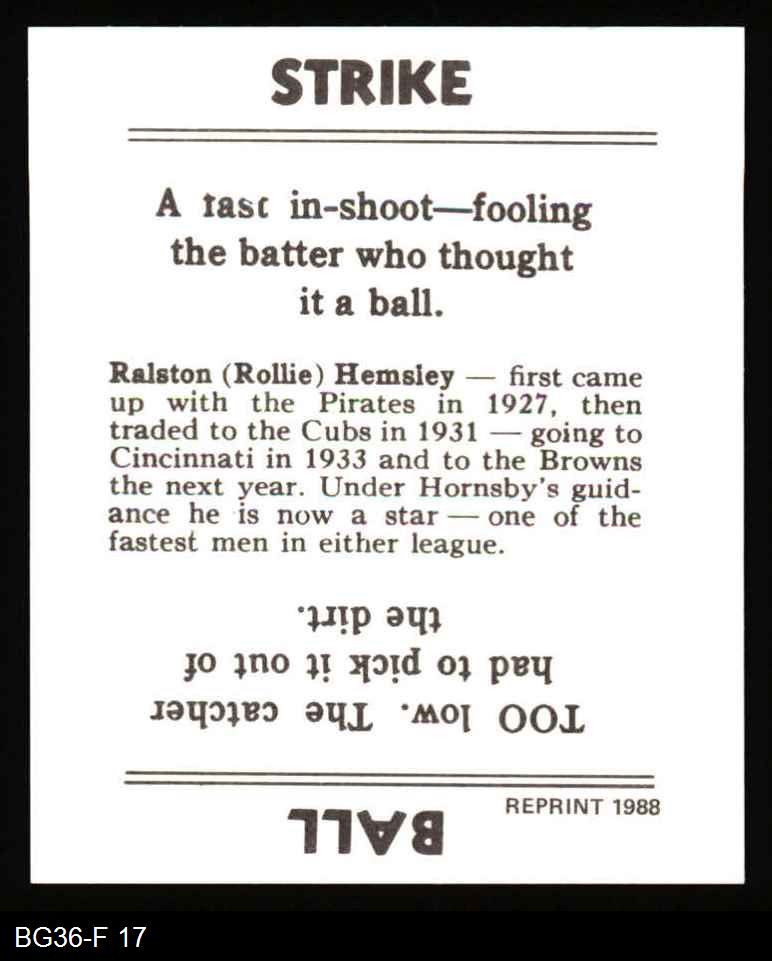 STRIKE
A fast in-shoot—fooling
the batter who thought
it a ball.
Ralston (Rollie) Hemsley — first came
up with the Pirates in 1927, then
traded to the Cubs in 1931 — going to
Cincinnati in 1933 and to the Browns
the next year. Under Hornsby's guid-
ance he is now a star — one of the
fastest men in either league.
BALL
TOO low. The catcher
had to pick it out of
the dirt.
REPRINT 1988
BG36-F 17